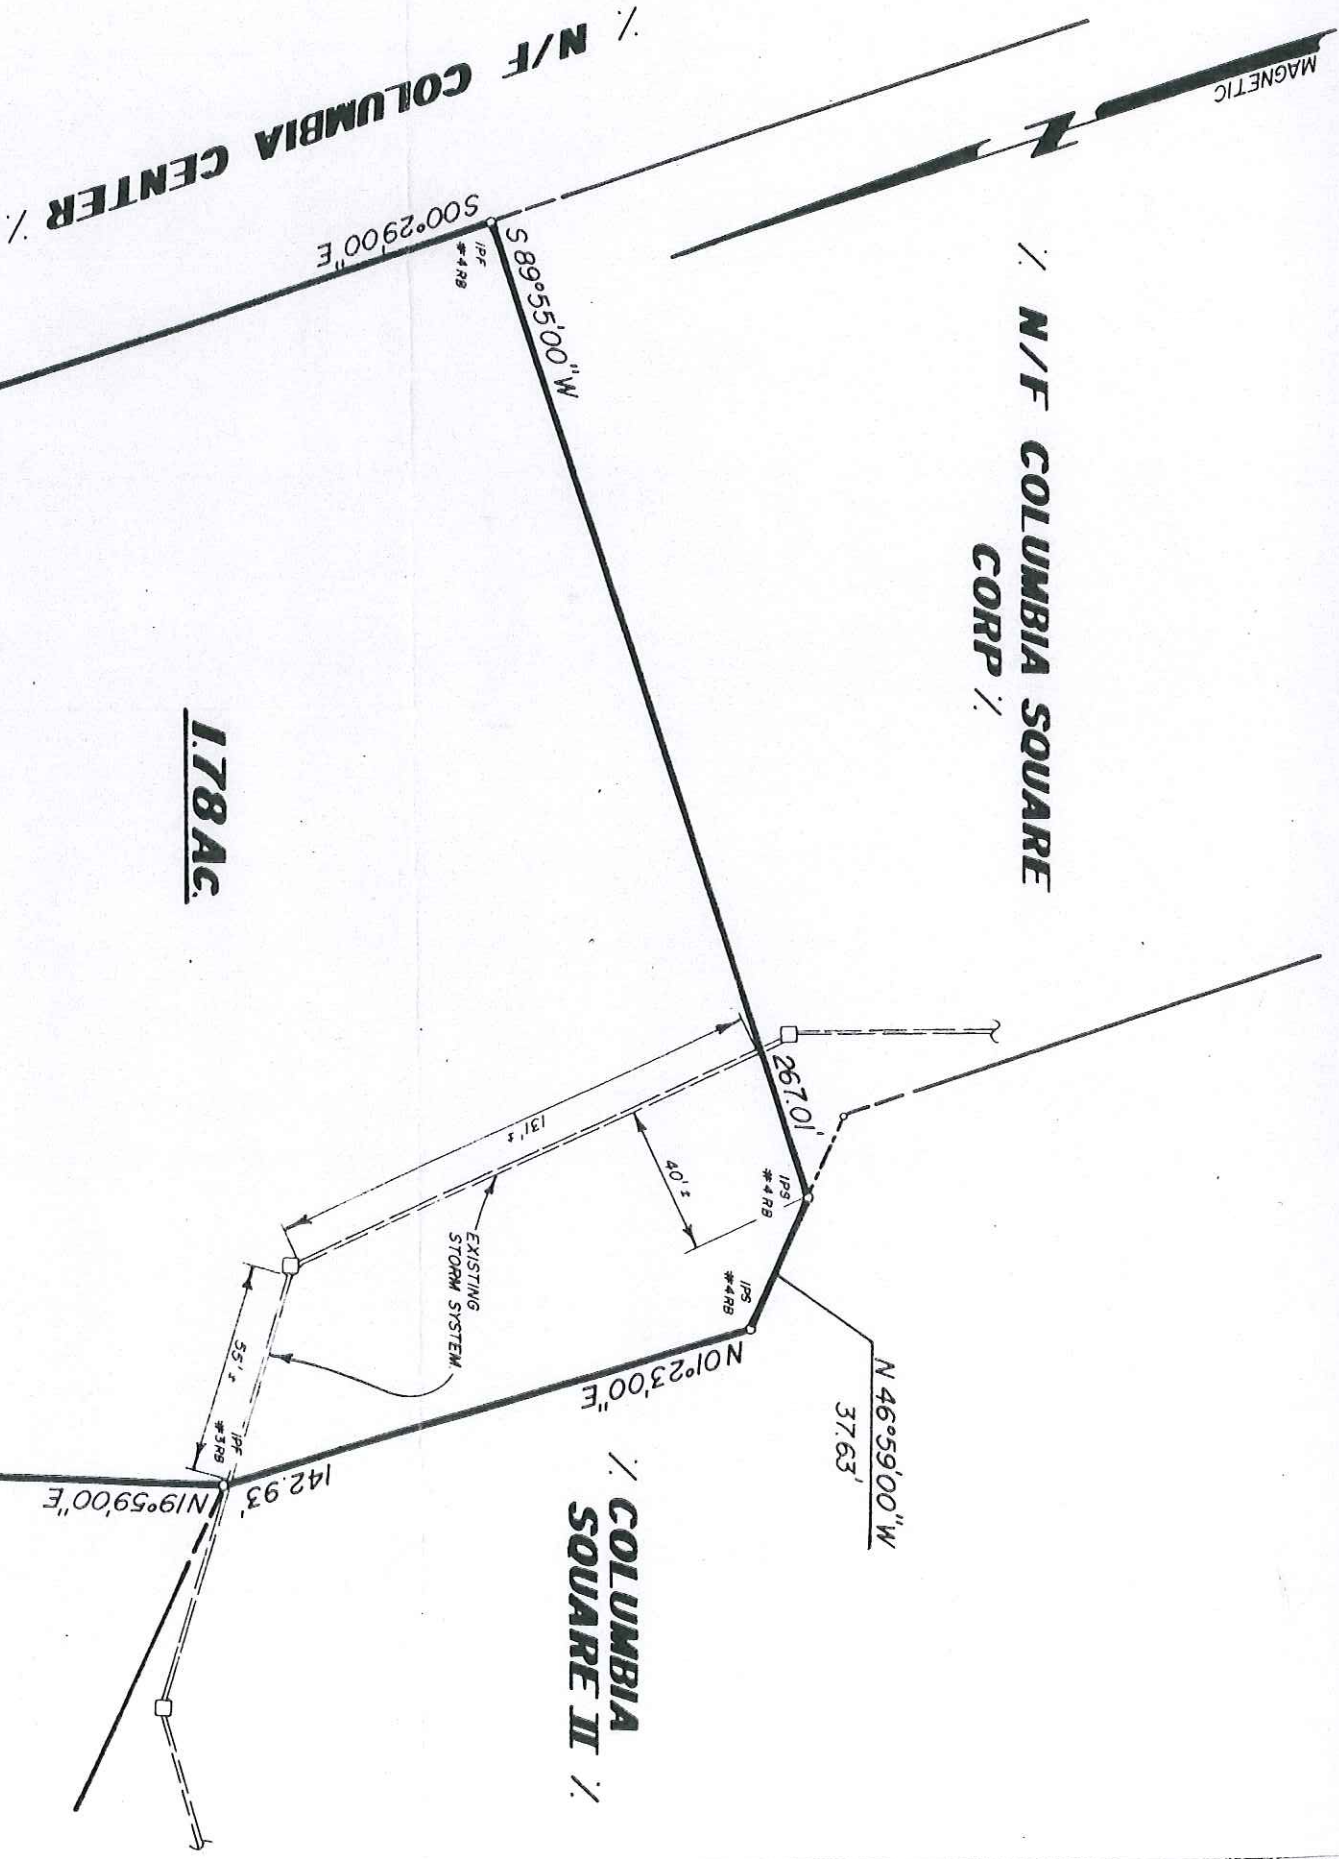 MAGNETIC
N
٪ N/F COLUMBIA SQUARE
CORP ٪
٪ N/F COLUMBIA CENTER ٪
S00°29'00"E
IPF
#4RB
S89°55'00"W
267.01'
IPS
#4RB
IPS
#4RB
N46°59'00"W
37.63'
N01°23'00"E
142.93'
٪ COLUMBIA
SQUARE II ٪
131'±
40'±
EXISTING
STORM SYSTEM
55'±
IPF
#3RB
N19°59'00"E
1.78Ac.